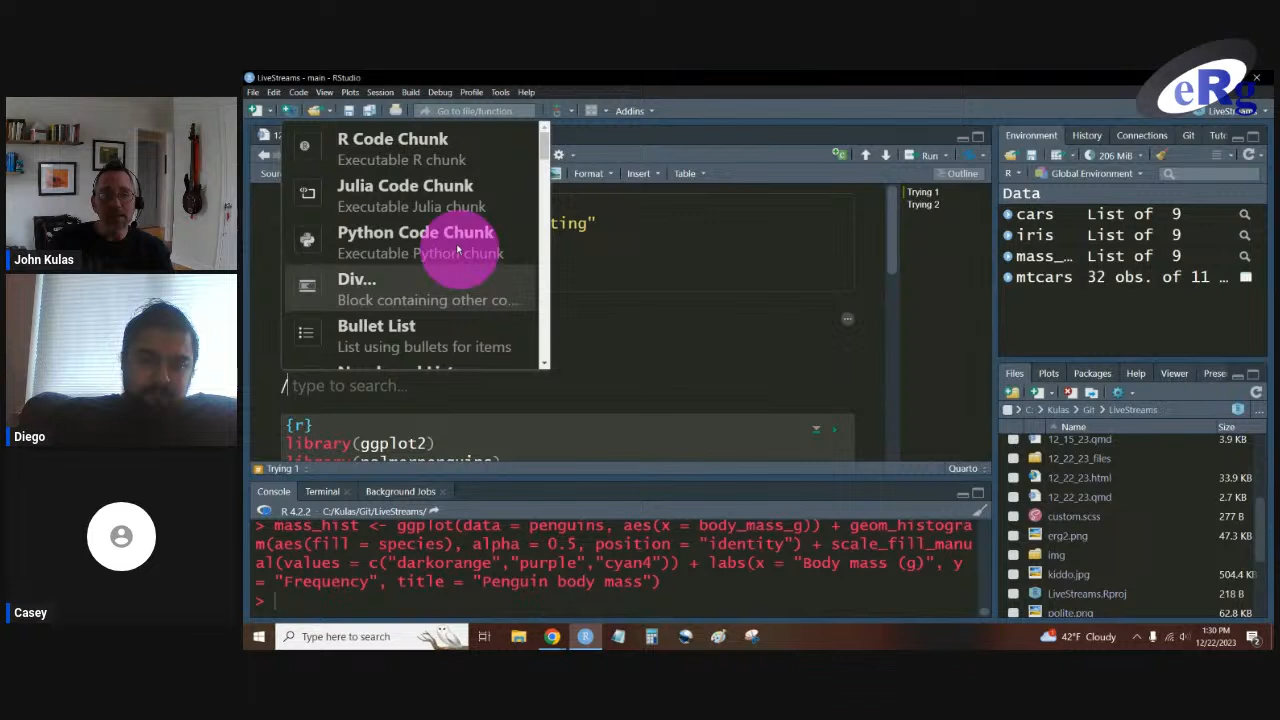 eRg
LiveStreams - main - RStudio
File Edit Code View Plots Session Build Debug Profile Tools Help
Go to file/function
Addins
LiveStreams
R Code Chunk
Executable R chunk
Julia Code Chunk
Executable Julia chunk
Python Code Chunk
Executable Python chunk
Div...
Block containing other co...
Bullet List
List using bullets for items
/type to search...
Run
Format Insert Table
Outline
ting"
Trying 1
Trying 2
{r}
library(ggplot2)
library(palmerpenguins)
Trying 1
Quarto
Console Terminal Background Jobs
R 4.2.2 C:/Kulas/Git/LiveStreams/
> mass_hist <- ggplot(data = penguins, aes(x = body_mass_g)) + geom_histogra
m(aes(fill = species), alpha = 0.5, position = "identity") + scale_fill_manu
al(values = c("darkorange","purple","cyan4")) + labs(x = "Body mass (g)", y
= "Frequency", title = "Penguin body mass")
>
Environment History Connections Git Tuto
206 MiB
R Global Environment
Data
cars List of 9
iris List of 9
mass_… List of 9
mtcars 32 obs. of 11 …
Files Plots Packages Help Viewer Prese
C: Kulas Git LiveStreams
Name Size
12_15_23.qmd 3.9 KB
12_22_23_files
12_22_23.html 33.9 KB
12_22_23.qmd 2.7 KB
custom.scss 277 B
erg2.png 47.3 KB
img
kiddo.jpg 504.4 KB
LiveStreams.Rproj 218 B
polite.png 62.8 KB
John Kulas
Diego
Casey
Type here to search
42°F Cloudy
1:30 PM
12/22/2023
2